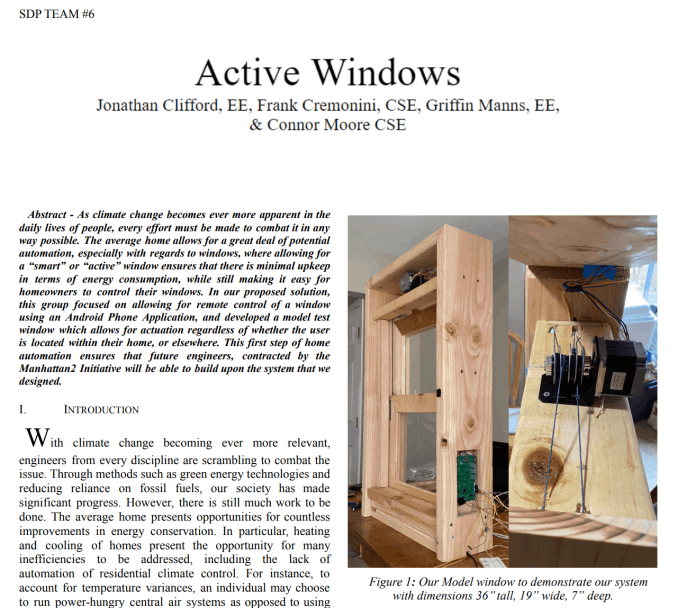 SDP TEAM #6
Active Windows
Jonathan Clifford, EE, Frank Cremonini, CSE, Griffin Manns, EE,
& Connor Moore CSE
Abstract - As climate change becomes ever more apparent in the
daily lives of people, every effort must be made to combat it in any
way possible. The average home allows for a great deal of potential
automation, especially with regards to windows, where allowing for
a “smart” or “active” window ensures that there is minimal upkeep
in terms of energy consumption, while still making it easy for
homeowners to control their windows. In our proposed solution,
this group focused on allowing for remote control of a window
using an Android Phone Application, and developed a model test
window which allows for actuation regardless of whether the user
is located within their home, or elsewhere. This first step of home
automation ensures that future engineers, contracted by the
Manhattan2 Initiative will be able to build upon the system that we
designed.
I. INTRODUCTION
With climate change becoming ever more relevant,
engineers from every discipline are scrambling to combat the
issue. Through methods such as green energy technologies and
reducing reliance on fossil fuels, our society has made
significant progress. However, there is still much work to be
done. The average home presents opportunities for countless
improvements in energy conservation. In particular, heating
and cooling of homes present the opportunity for many
inefficiencies to be addressed, including the lack of
automation of residential climate control. For instance, to
account for temperature variances, an individual may choose
to run power-hungry central air systems as opposed to using
Figure 1: Our Model window to demonstrate our system
with dimensions 36” tall, 19” wide, 7” deep.